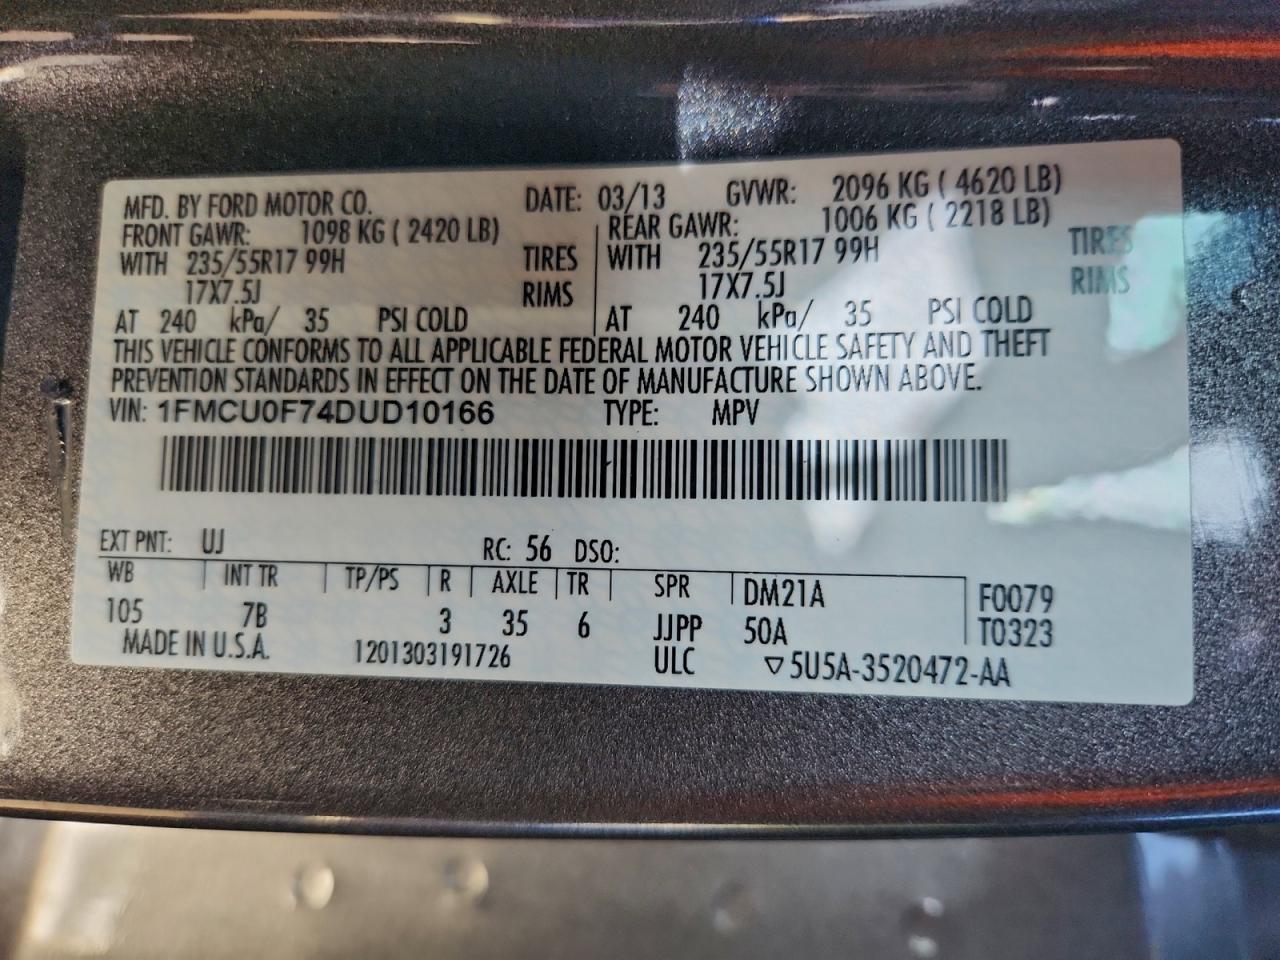 MFD. BY FORD MOTOR CO. DATE: 03/13 GVWR: 2096 KG ( 4620 LB)
FRONT GAWR: 1098 KG ( 2420 LB) REAR GAWR: 1006 KG ( 2218 LB)
WITH 235/55R17 99H TIRES WITH 235/55R17 99H TIRES
17X7.5J RIMS 17X7.5J RIMS
AT 240 kPa/ 35 PSI COLD AT 240 kPa/ 35 PSI COLD
THIS VEHICLE CONFORMS TO ALL APPLICABLE FEDERAL MOTOR VEHICLE SAFETY AND THEFT
PREVENTION STANDARDS IN EFFECT ON THE DATE OF MANUFACTURE SHOWN ABOVE.
VIN: 1FMCU0F74DUD10166 TYPE: MPV
EXT PNT: UJ RC: 56 DSO:
WB INT TR TP/PS R AXLE TR SPR DM21A F0079
105 7B 3 35 6 JJPP 50A T0323
MADE IN U.S.A. 1201303191726 ULC ▽5U5A-3520472-AA